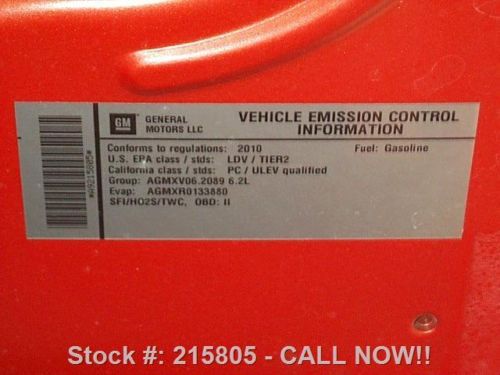 GM
GENERAL
MOTORS LLC
VEHICLE EMISSION CONTROL
INFORMATION
Conforms to regulations: 2010 Fuel: Gasoline
U.S. EPA class / stds: LDV / TIER2
California class / stds: PC / ULEV qualified
Group: AGMXV06.2089 6.2L
Evap: AGMXR0133880
SFI/HO2S/TWC, OBD: II
*A9215805*
Stock #: 215805 - CALL NOW!!